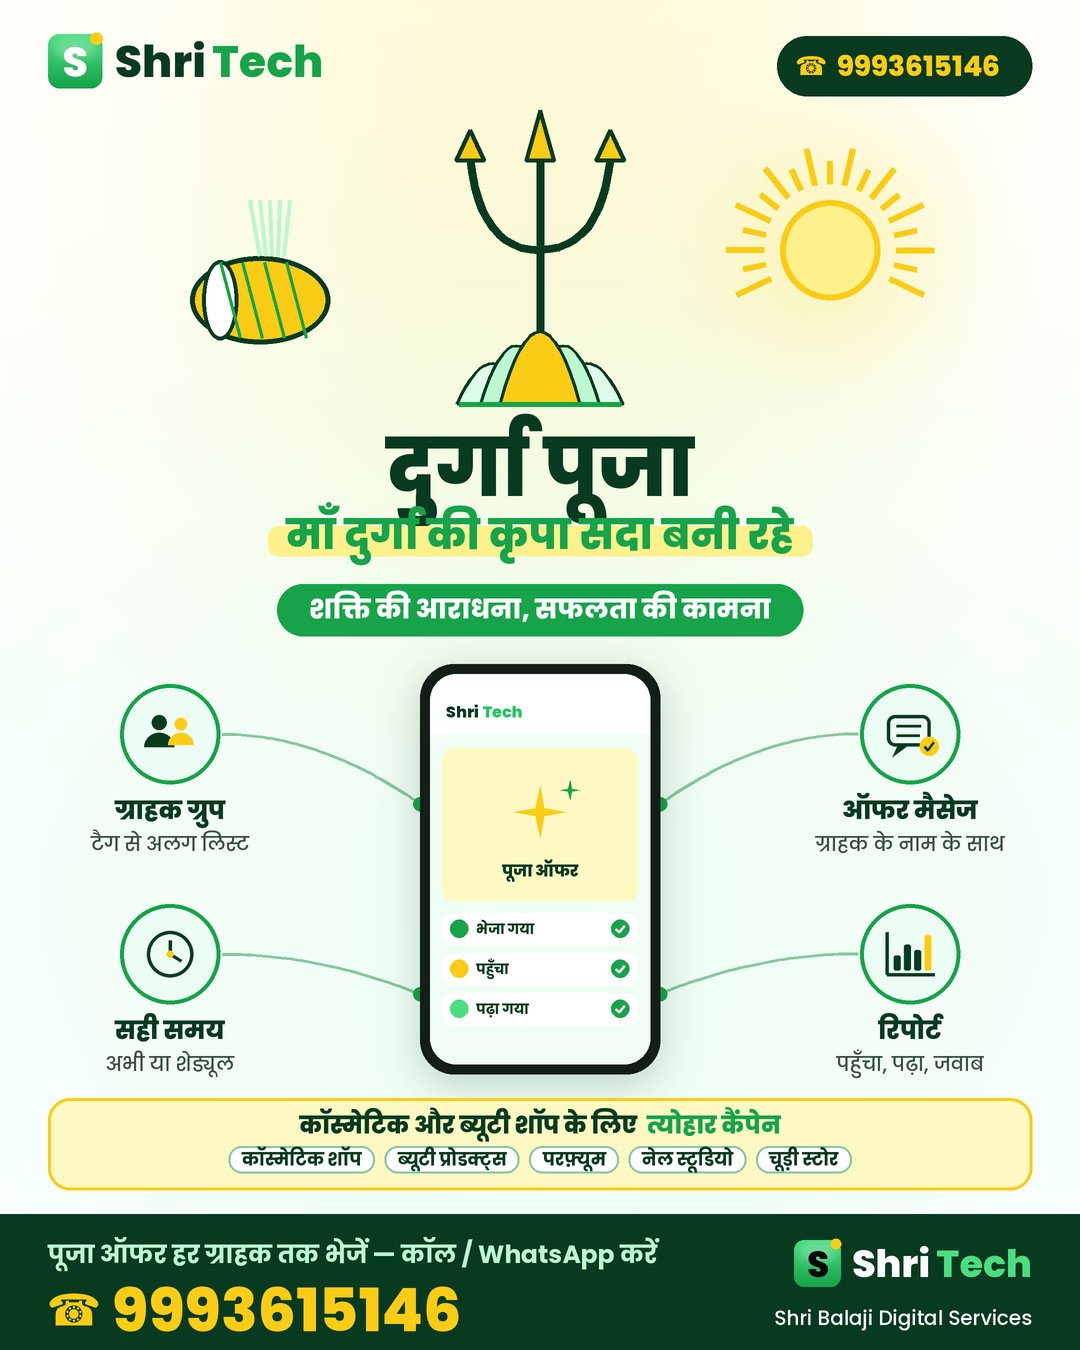 S Shri Tech
☎ 9993615146
दुर्गा पूजा
माँ दुर्गा की कृपा सदा बनी रहे
शक्ति की आराधना, सफलता की कामना
Shri Tech
पूजा ऑफर
भेजा गया
पहुँचा
पढ़ा गया
ग्राहक ग्रुप
टैग से अलग लिस्ट
ऑफर मैसेज
ग्राहक के नाम के साथ
सही समय
अभी या शेड्यूल
रिपोर्ट
पहुँचा, पढ़ा, जवाब
कॉस्मेटिक और ब्यूटी शॉप के लिए त्योहार कैंपेन
कॉस्मेटिक शॉप ब्यूटी प्रोडक्ट्स परफ़्यूम नेल स्टूडियो चूड़ी स्टोर
पूजा ऑफर हर ग्राहक तक भेजें — कॉल / WhatsApp करें
☎ 9993615146
S Shri Tech
Shri Balaji Digital Services